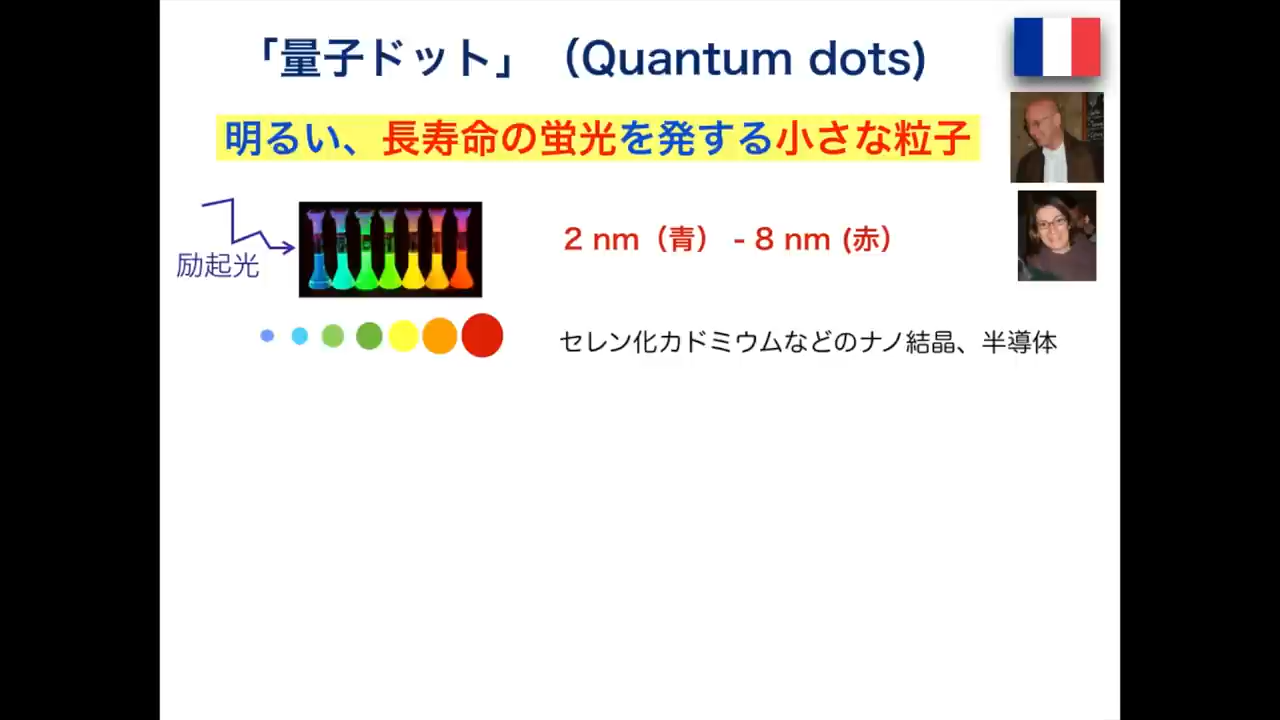 「量子ドット」（Quantum dots)
明るい、長寿命の蛍光を発する小さな粒子
励起光
2 nm（青） - 8 nm (赤）
セレン化カドミウムなどのナノ結晶、半導体